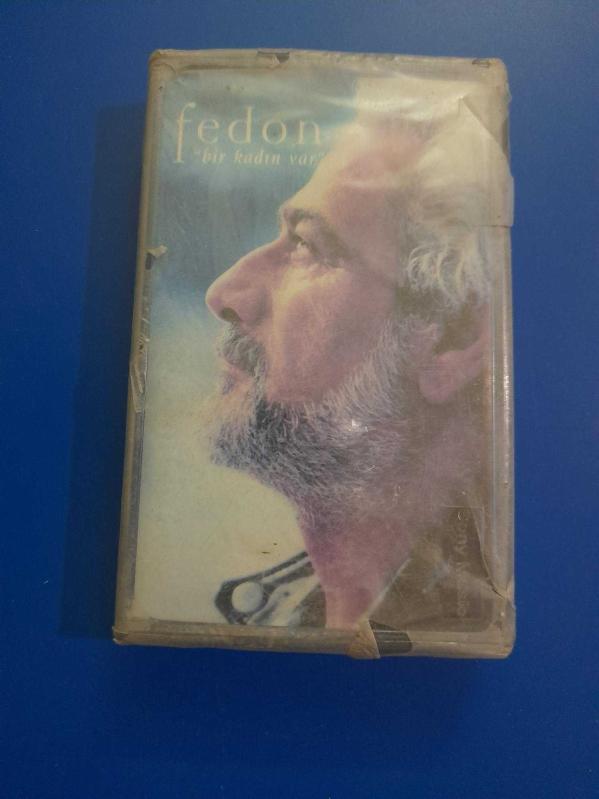 fedon
"bir kadın var"